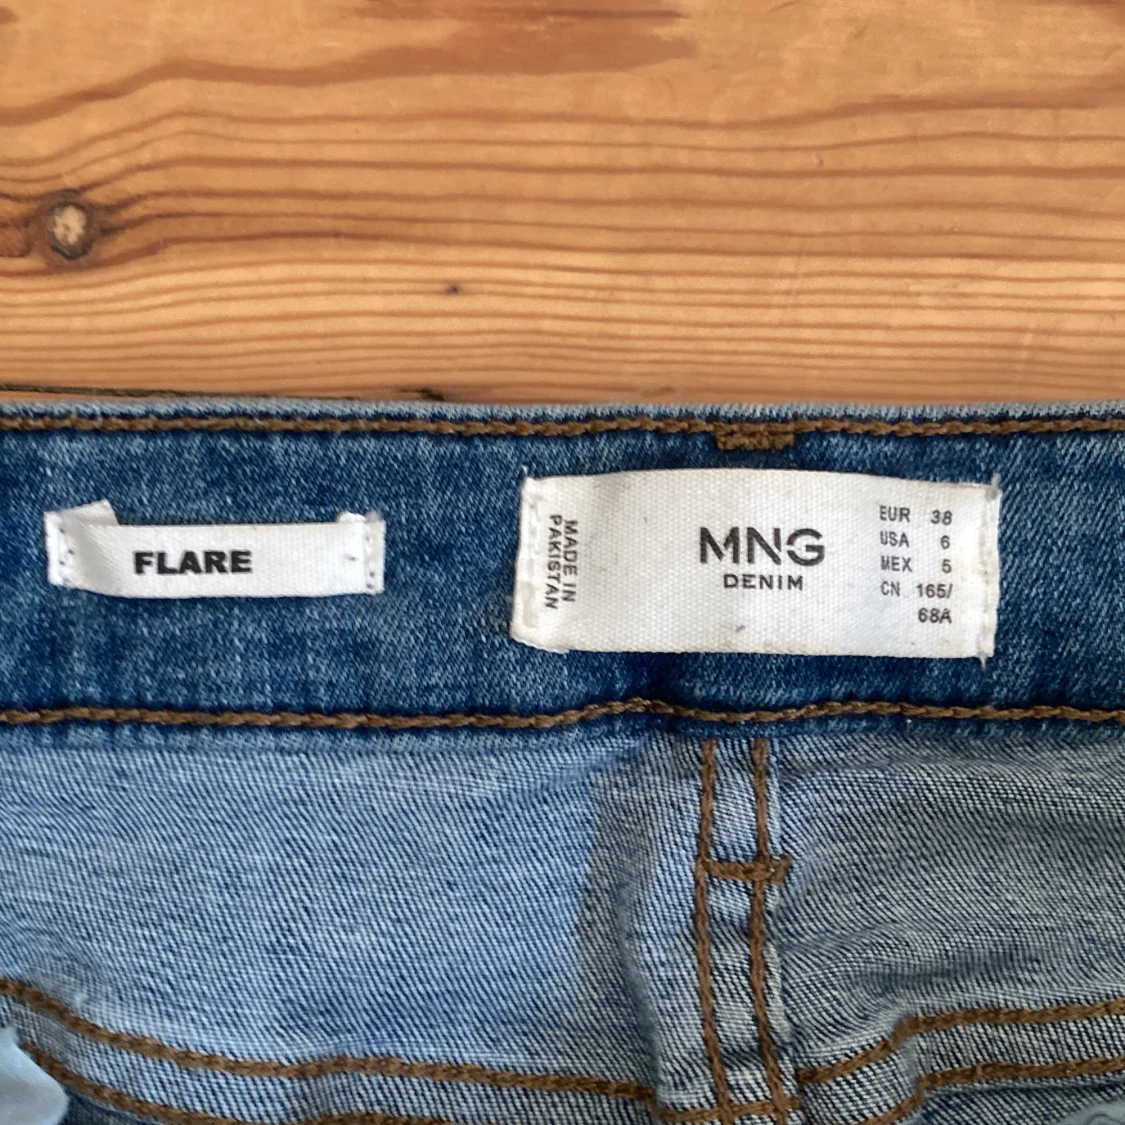 FLARE
MADE IN
PAKISTAN
MNG
DENIM
EUR 38
USA 6
MEX 5
CN 165/
68A